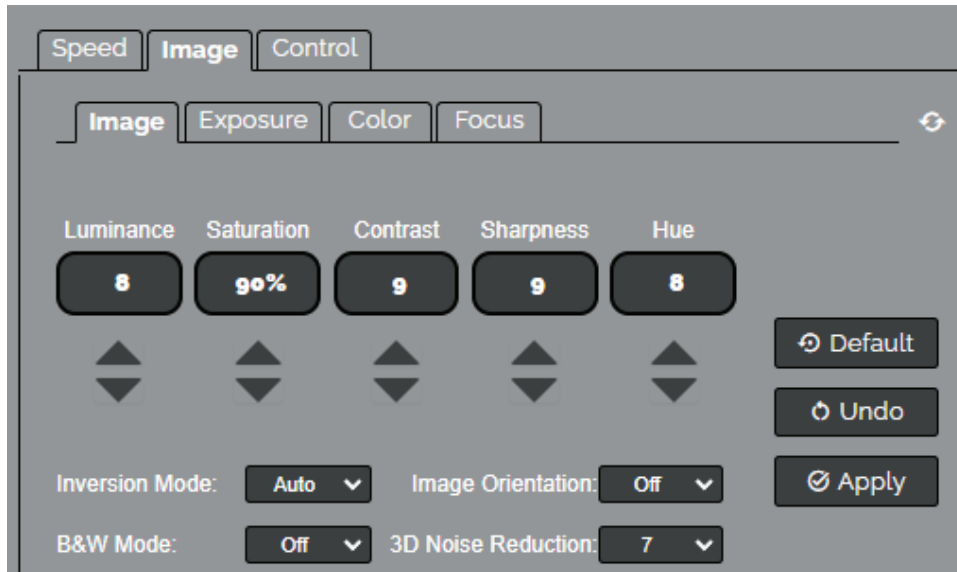 Speed Image Control
Image Exposure Color Focus
Luminance Saturation Contrast Sharpness Hue
8 90% 9 9 8
Default
Undo
Inversion Mode: Auto Image Orientation: Off Apply
B&W Mode: Off 3D Noise Reduction: 7